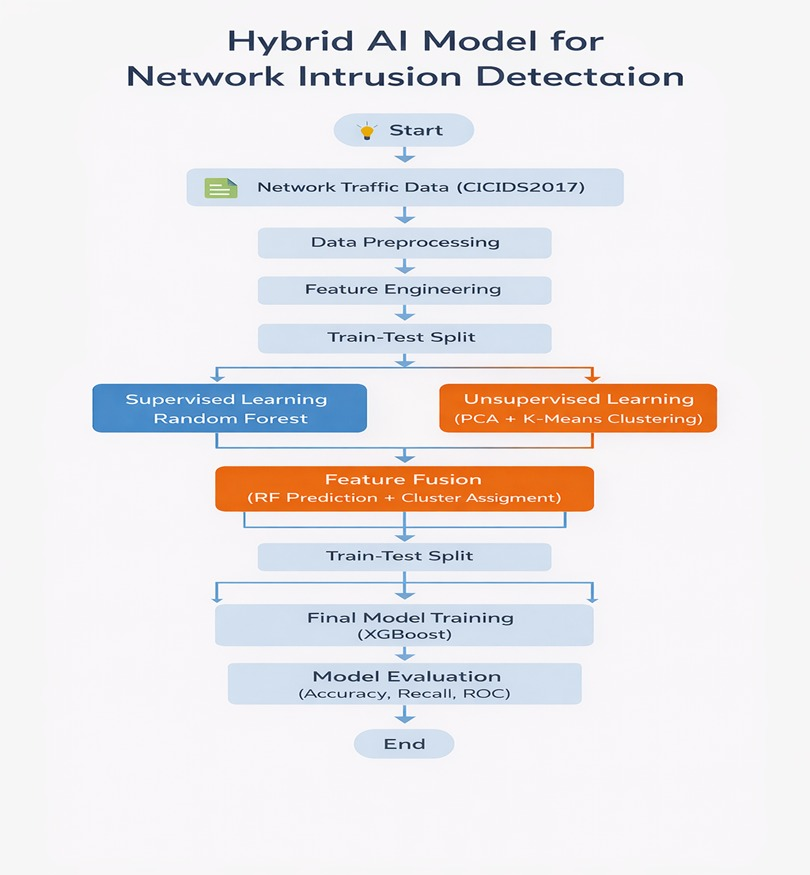 Hybrid AI Model for
Network Intrusion Detectaion
Start
Network Traffic Data (CICIDS2017)
Data Preprocessing
Feature Engineering
Train-Test Split
Supervised Learning
Random Forest
Unsupervised Learning
(PCA + K-Means Clustering)
Feature Fusion
(RF Prediction + Cluster Assigment)
Train-Test Split
Final Model Training
(XGBoost)
Model Evaluation
(Accuracy, Recall, ROC)
End